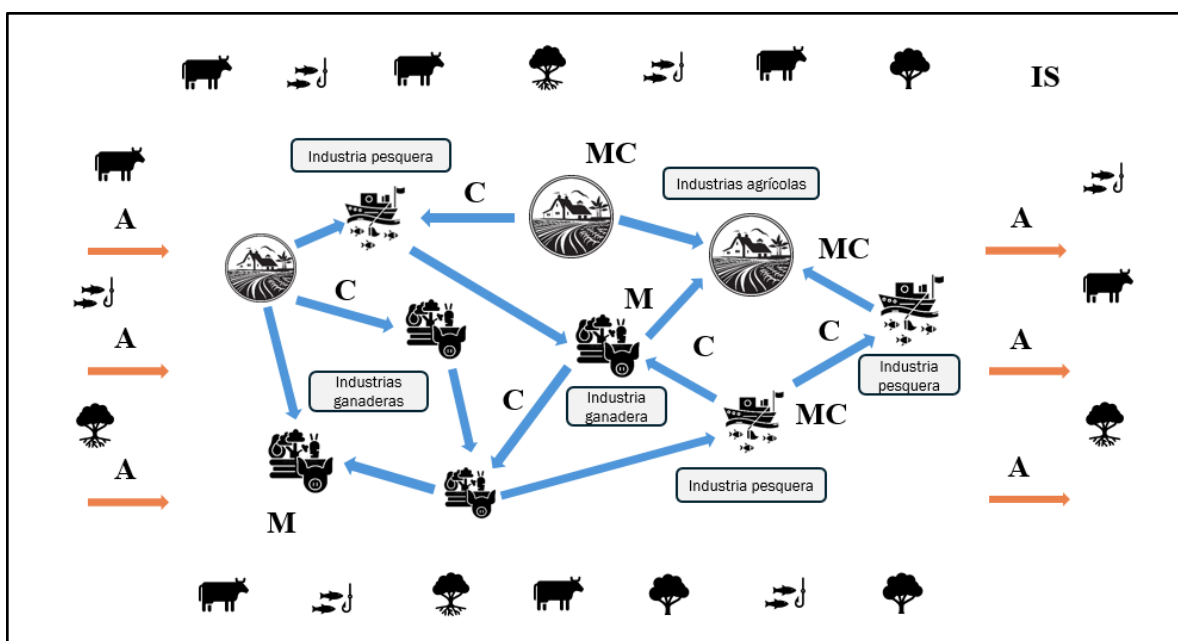 IS
Industria pesquera
MC
C
Industrias agrícolas
A
A
MC
C
M
A
C
C
A
Industria
pesquera
Industrias
ganaderas
C
Industria
ganadera
MC
A
A
Industria pesquera
M